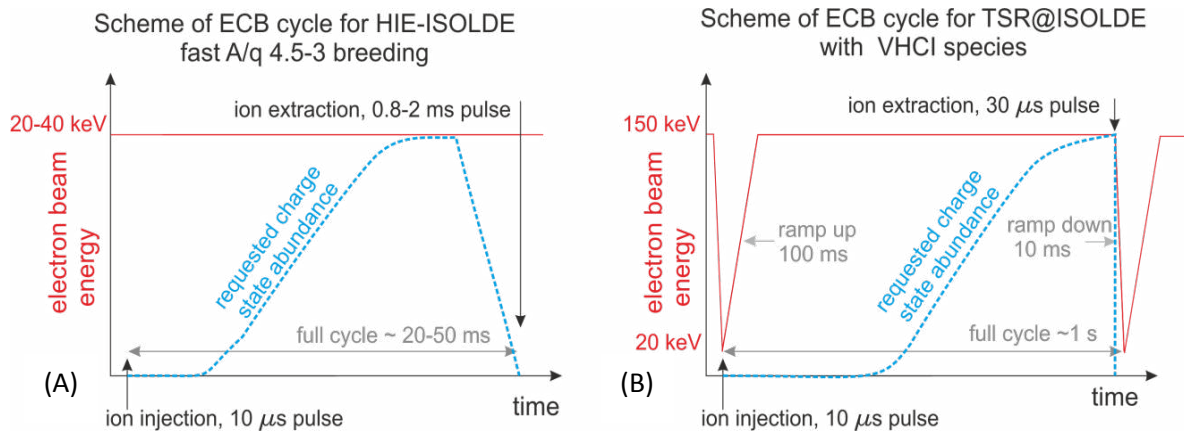 Scheme of ECB cycle for HIE-ISOLDE
fast A/q 4.5-3 breeding
ion extraction, 0.8-2 ms pulse
20-40 keV
electron beam
energy
requested charge
state abundance
full cycle ~ 20-50 ms
(A)
time
ion injection, 10 µs pulse
Scheme of ECB cycle for TSR@ISOLDE
with VHCI species
ion extraction, 30 µs pulse
150 keV
electron beam
energy
ramp up
100 ms
requested charge
state abundance
ramp down
10 ms
20 keV
full cycle ~1 s
(B)
time
ion injection, 10 µs pulse